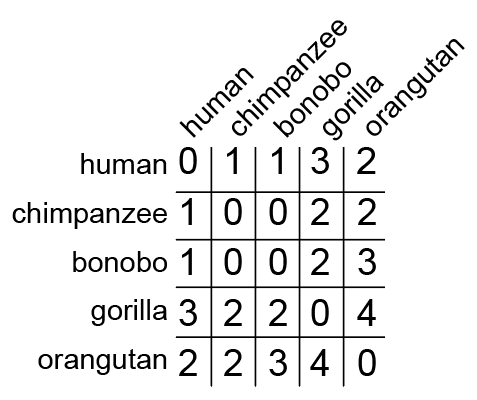 human chimpanzee bonobo gorilla orangutan
human 0 1 1 3 2
chimpanzee 1 0 0 2 2
bonobo 1 0 0 2 3
gorilla 3 2 2 0 4
orangutan 2 2 3 4 0